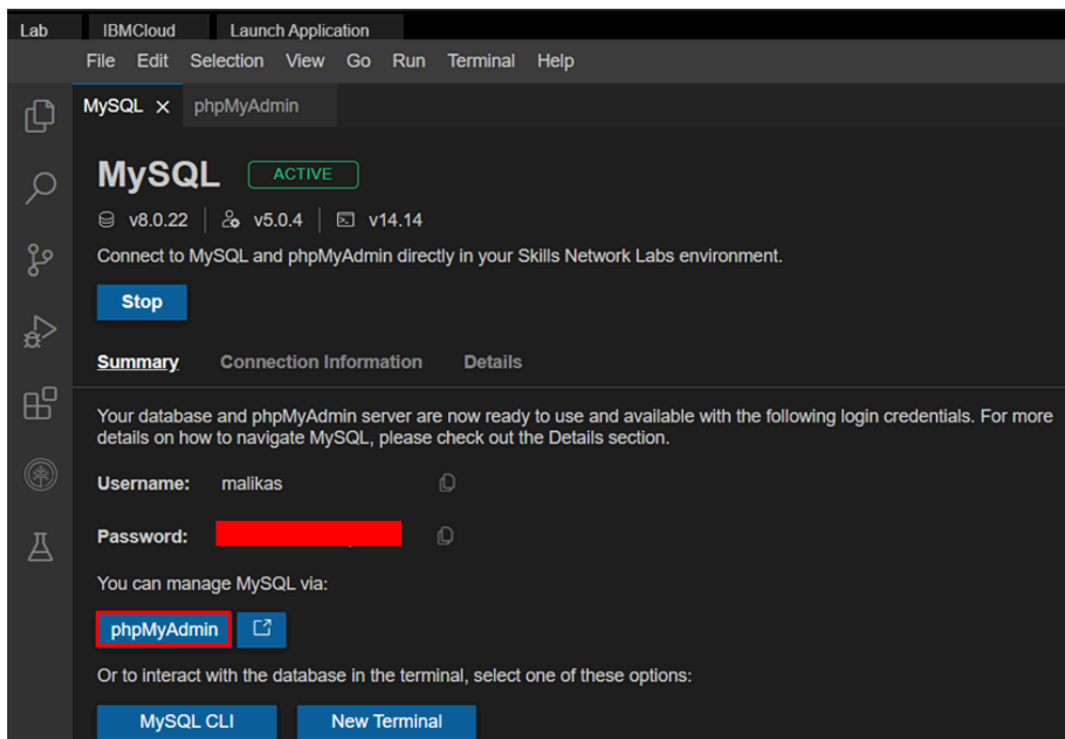 Lab IBMCloud Launch Application
File Edit Selection View Go Run Terminal Help
MySQL phpMyAdmin
MySQL ACTIVE
v8.0.22 v5.0.4 v14.14
Connect to MySQL and phpMyAdmin directly in your Skills Network Labs environment.
Stop
Summary Connection Information Details
Your database and phpMyAdmin server are now ready to use and available with the following login credentials. For more
details on how to navigate MySQL, please check out the Details section.
Username: malikas
Password:
You can manage MySQL via:
phpMyAdmin
Or to interact with the database in the terminal, select one of these options:
MySQL CLI New Terminal